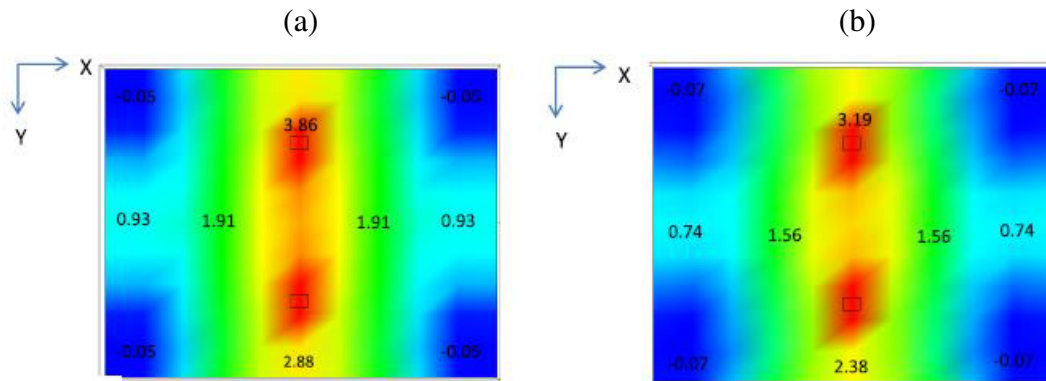 (a) (b)
X X
-0.05 -0.05 -0.07 -0.07
Y 3.86 Y 3.19
0.93 1.91 1.91 0.93 0.74 1.56 1.56 0.74
-0.05 2.88 -0.05 -0.07 2.38 -0.07